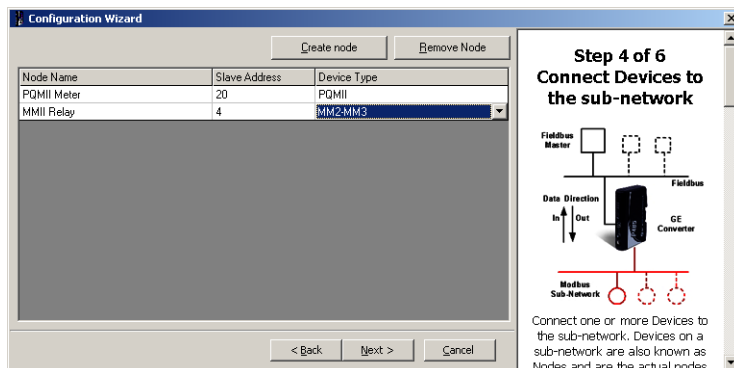 Configuration Wizard
Create node Remove Node
Node Name Slave Address Device Type
PQMII Meter 20 PQMII
MMII Relay 4 MM2-MM3
< Back Next > Cancel
Step 4 of 6
Connect Devices to
the sub-network
Fieldbus
Master
Fieldbus
Data Direction
In Out
GE
Converter
Modbus
Sub-Network
Connect one or more Devices to
the sub-network. Devices on a
sub-network are also known as
Nodes and are the actual nodes